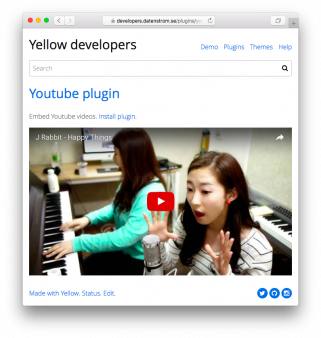 developers.datenstrom.se/plugins/yo
Yellow developers
Demo Plugins Themes Help
Search
Youtube plugin
Embed Youtube videos. Install plugin.
J Rabbit - Happy Things
Made with Yellow. Status. Edit.